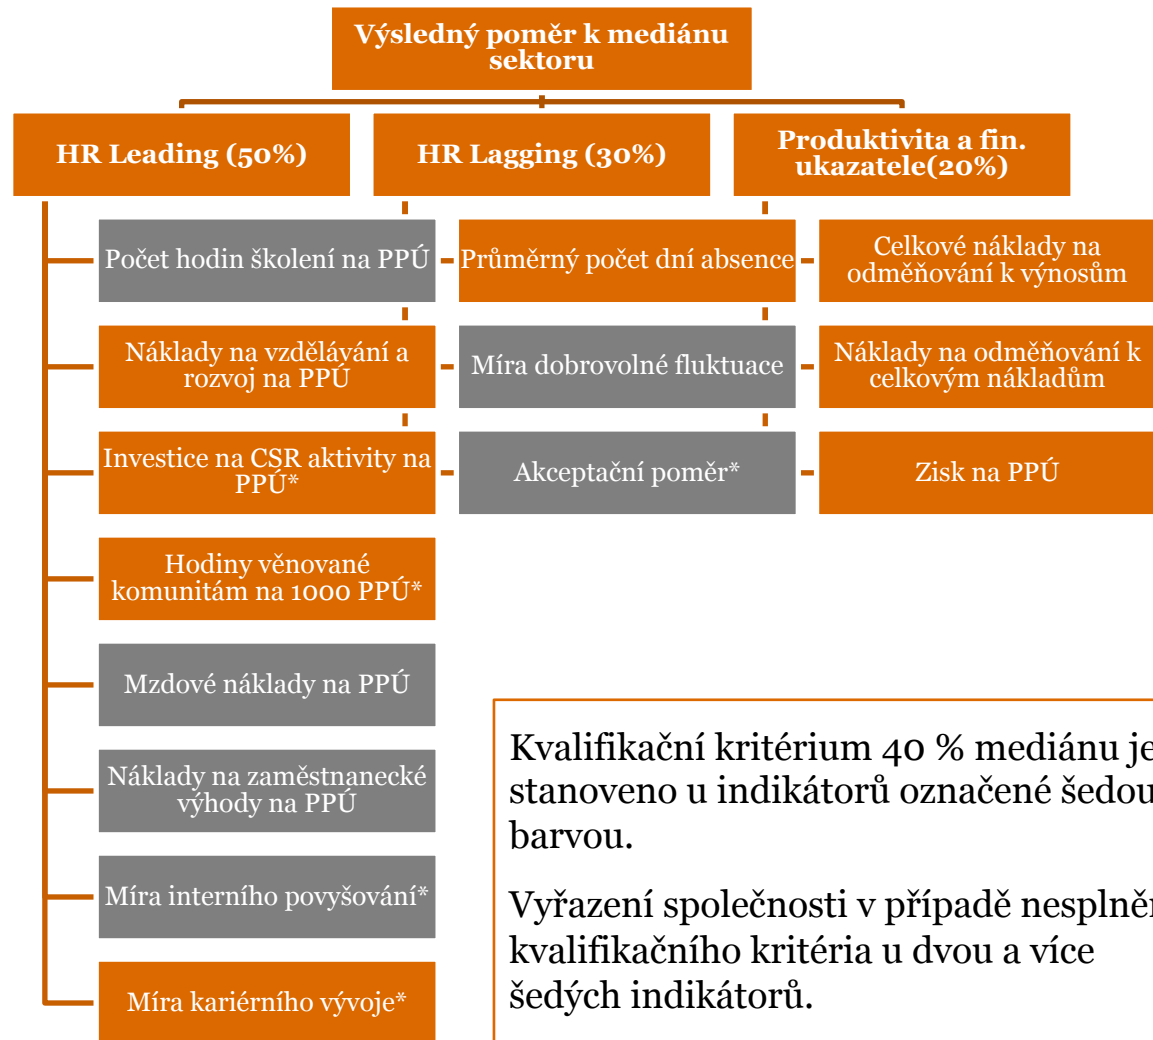 Výsledný poměr k mediánu
sektoru
HR Leading (50%)
HR Lagging (30%)
Produktivita a fin.
ukazatele(20%)
Počet hodin školení na PPÚ
Náklady na vzdělávání a
rozvoj na PPÚ
Investice na CSR aktivity na
PPÚ*
Hodiny věnované
komunitám na 1000 PPÚ*
Mzdové náklady na PPÚ
Náklady na zaměstnanecké
výhody na PPÚ
Míra interního povyšování*
Míra kariérního vývoje*
Průměrný počet dní absence
Míra dobrovolné fluktuace
Akceptační poměr*
Celkové náklady na
odměňování k výnosům
Náklady na odměňování k
celkovým nákladům
Zisk na PPÚ
Kvalifikační kritérium 40 % mediánu je
stanoveno u indikátorů označené šedou
barvou.
Vyřazení společnosti v případě
kvalifikačního kritéria u dvou a více
šedých indikátorů.